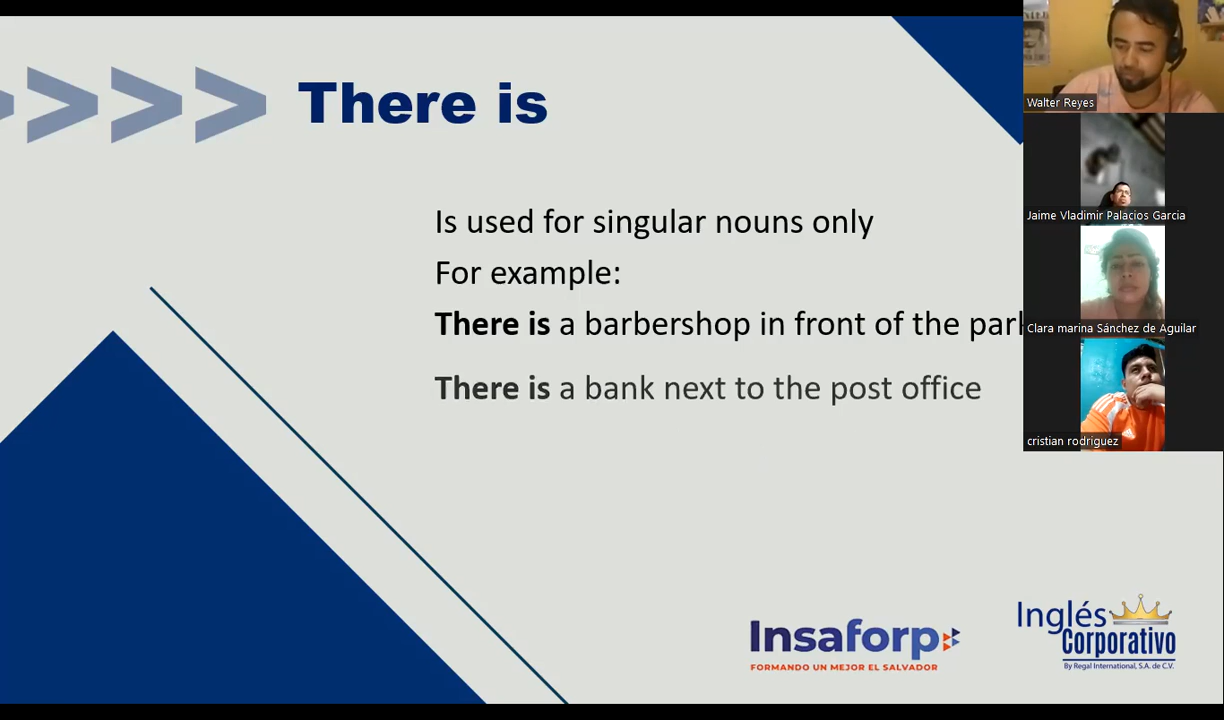 There is
Is used for singular nouns only
For example:
There is a barbershop in front of the park
There is a bank next to the post office
Walter Reyes
Jaime Vladimir Palacios Garcia
Clara marina Sánchez de Aguilar
cristian rodriguez
Insaforp
FORMANDO UN MEJOR EL SALVADOR
Inglés
Corporativo
By Regal International, S.A. de C.V.